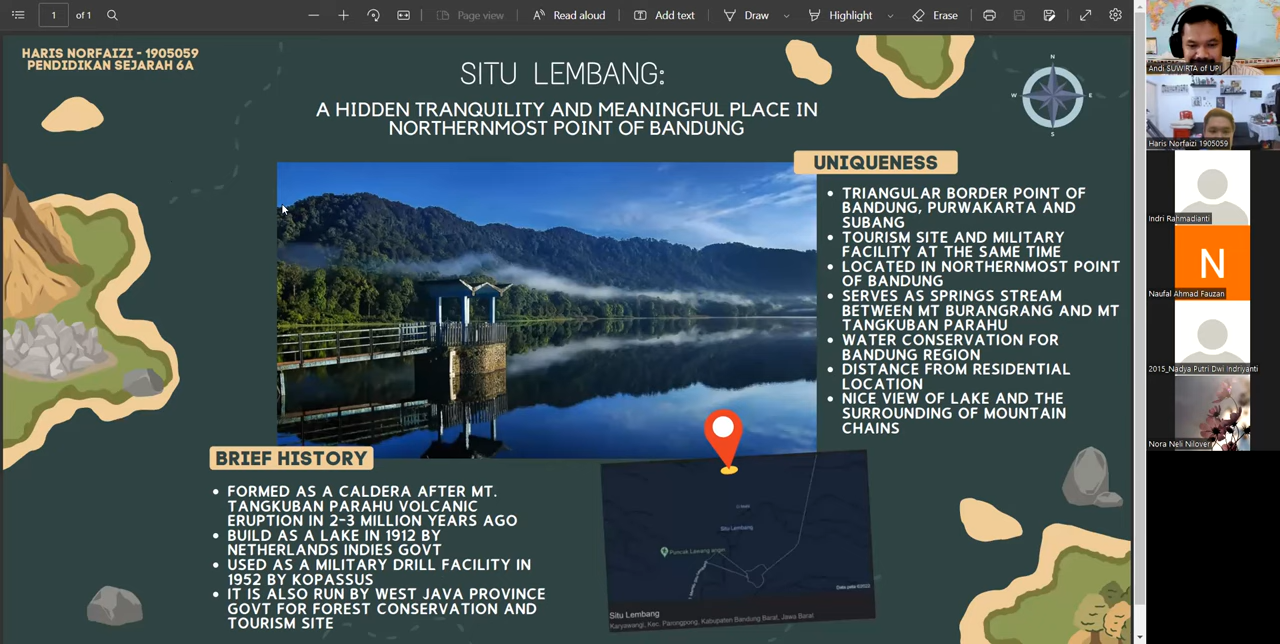 1 of 1
Page view
Read aloud
Add text
Draw
Highlight
Erase
HARIS NORFAIZI - 1905059
PENDIDIKAN SEJARAH 6A
SITU LEMBANG:
A HIDDEN TRANQUILITY AND MEANINGFUL PLACE IN
NORTHERNMOST POINT OF BANDUNG
N
W
E
S
UNIQUENESS
• TRIANGULAR BORDER POINT OF
BANDUNG, PURWAKARTA AND
SUBANG
• TOURISM SITE AND MILITARY
FACILITY AT THE SAME TIME
• LOCATED IN NORTHERNMOST POINT
OF BANDUNG
• SERVES AS SPRINGS STREAM
BETWEEN MT BURANGRANG AND MT
TANGKUBAN PARAHU
• WATER CONSERVATION FOR
BANDUNG REGION
• DISTANCE FROM RESIDENTIAL
LOCATION
• NICE VIEW OF LAKE AND THE
SURROUNDING OF MOUNTAIN
CHAINS
BRIEF HISTORY
• FORMED AS A CALDERA AFTER MT.
TANGKUBAN PARAHU VOLCANIC
ERUPTION IN 2-3 MILLION YEARS AGO
• BUILD AS A LAKE IN 1912 BY
NETHERLANDS INDIES GOVT
• USED AS A MILITARY DRILL FACILITY IN
1952 BY KOPASSUS
• IT IS ALSO RUN BY WEST JAVA PROVINCE
GOVT FOR FOREST CONSERVATION AND
TOURISM SITE
Situ Lembang
Puncak Lawang angin
Data peta ©2022
Situ Lembang
Karyawangi, Kec. Parongpong, Kabupaten Bandung Barat, Jawa Barat
Andi SUWIRTA of UPI
Haris Norfaizi 1905059
Indri Rahmadianti
N
Naufal Ahmad Fauzan
2015_Nadya Putri Dwi Indriyanti
Nora Neli Nilover